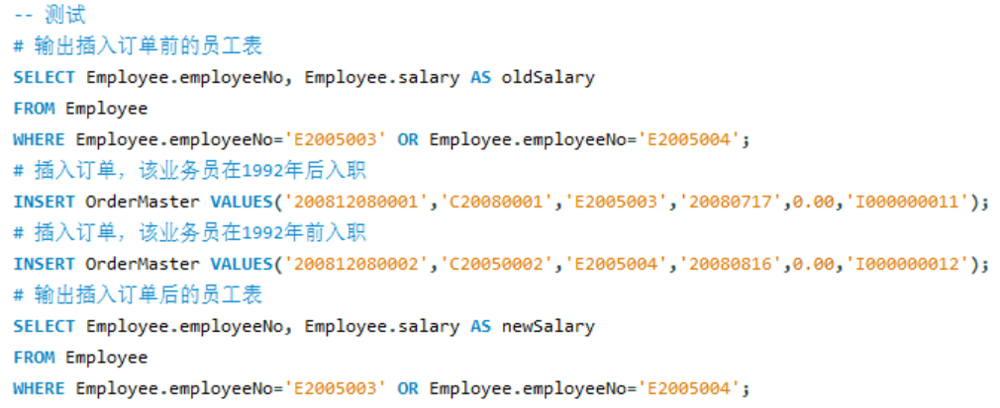 -- 测试
# 输出插入订单前的员工表
SELECT Employee.employeeNo, Employee.salary AS oldSalary
FROM Employee
WHERE Employee.employeeNo='E2005003' OR Employee.employeeNo='E2005004';
# 插入订单，该业务员在1992年后入职
INSERT OrderMaster VALUES('200812080001','C20080001','E2005003','20080717',0.00,'I000000011');
# 插入订单，该业务员在1992年前入职
INSERT OrderMaster VALUES('200812080002','C20050002','E2005004','20080816',0.00,'I000000012');
# 输出插入订单后的员工表
SELECT Employee.employeeNo, Employee.salary AS newSalary
FROM Employee
WHERE Employee.employeeNo='E2005003' OR Employee.employeeNo='E2005004';